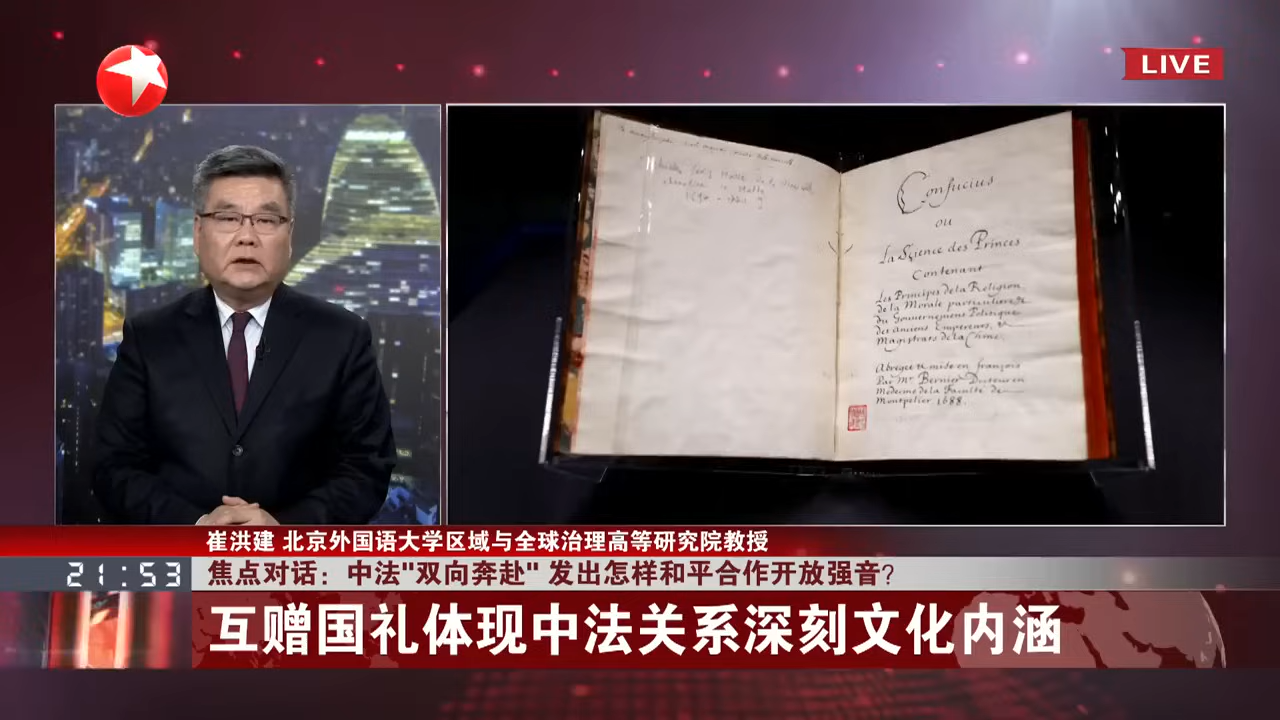 LIVE
Confucius
ou
La Science des Princes
Contenant
Les Principes de la Religion,
de la Morale particuliere,
du Gouvernement Politique
des anciens Empereurs, &
Magistrats de la Chine.
Abregée & mise en françois
Par Mr Bernier Docteur en
Medecine de la Faculté de
Montpelier 1688.
崔洪建 北京外国语大学区域与全球治理高等研究院教授
21:53
焦点对话：中法"双向奔赴" 发出怎样和平合作开放强音？
互赠国礼体现中法关系深刻文化内涵